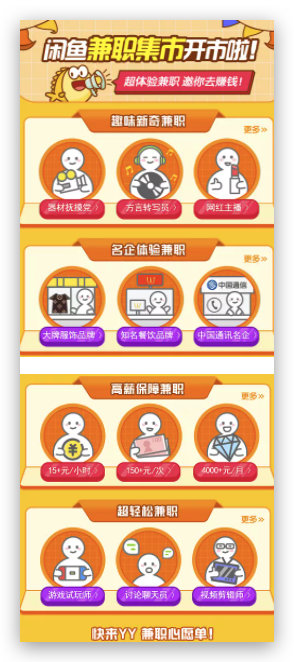 闲鱼兼职集市开市啦!
超体验兼职 邀你去赚钱!
趣味新奇兼职
更多»
器材抚摸党
方言转写员
网红主播
名企体验兼职
更多»
中国通信
大牌服饰品牌
知名餐饮品牌
中国通讯名企
高薪保障兼职
更多»
15+元/小时
150+元/次
4000+元/月
超轻松兼职
更多»
游戏试玩师
讨论聊天员
视频剪辑师
快来YY 兼职心愿单!